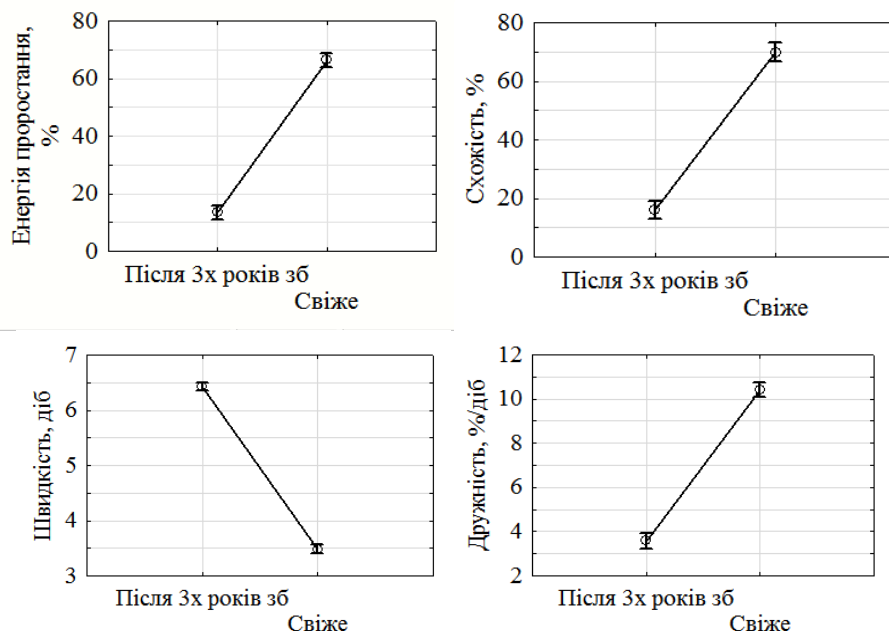 Енергія проростання,
%
80
60
40
20
0
Після 3х років зб
Свіже
Схожість, %
80
60
40
20
0
Після 3х років зб
Свіже
Швидкість, діб
7
6
5
4
3
Після 3х років зб
Свіже
Дружність, %/діб
12
10
8
6
4
2
Після 3х років зб
Свіже